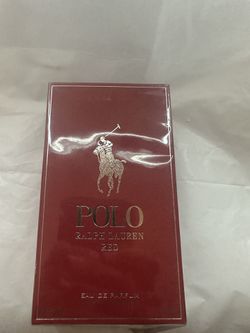 POLO
RALPH LAUREN
RED
EAU DE PARFUM